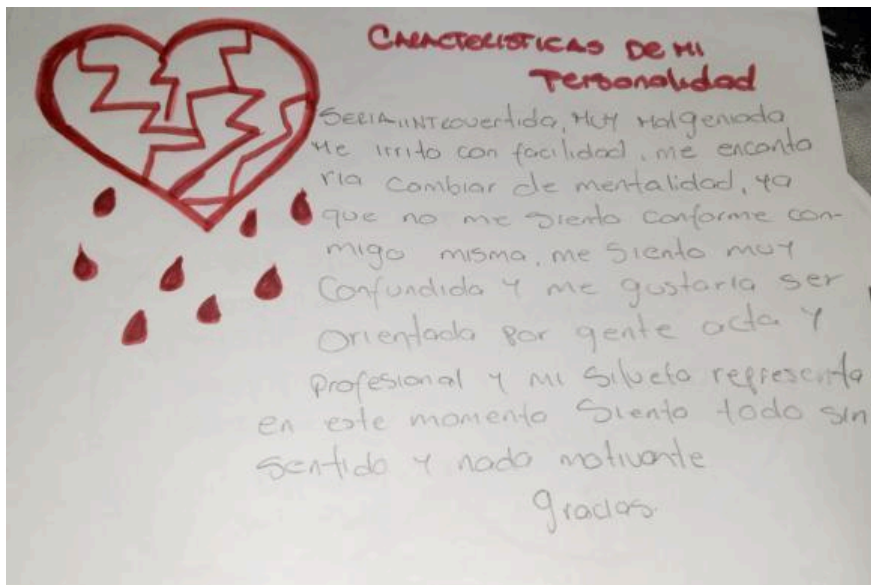 CARACTERISTICAS DE MI
Personalidad
SERIA, INTROvertida, MUY Malgeniada
Me irrito con facilidad, me encanta
ria cambiar de mentalidad, ya
que no me siento conforme con-
migo misma, me siento muy
Confundida y me gustaria ser
Orientada por gente acta y
profesional y mi silueta representa
en este momento Siento todo sin
sentido y nada motivante
gracias.